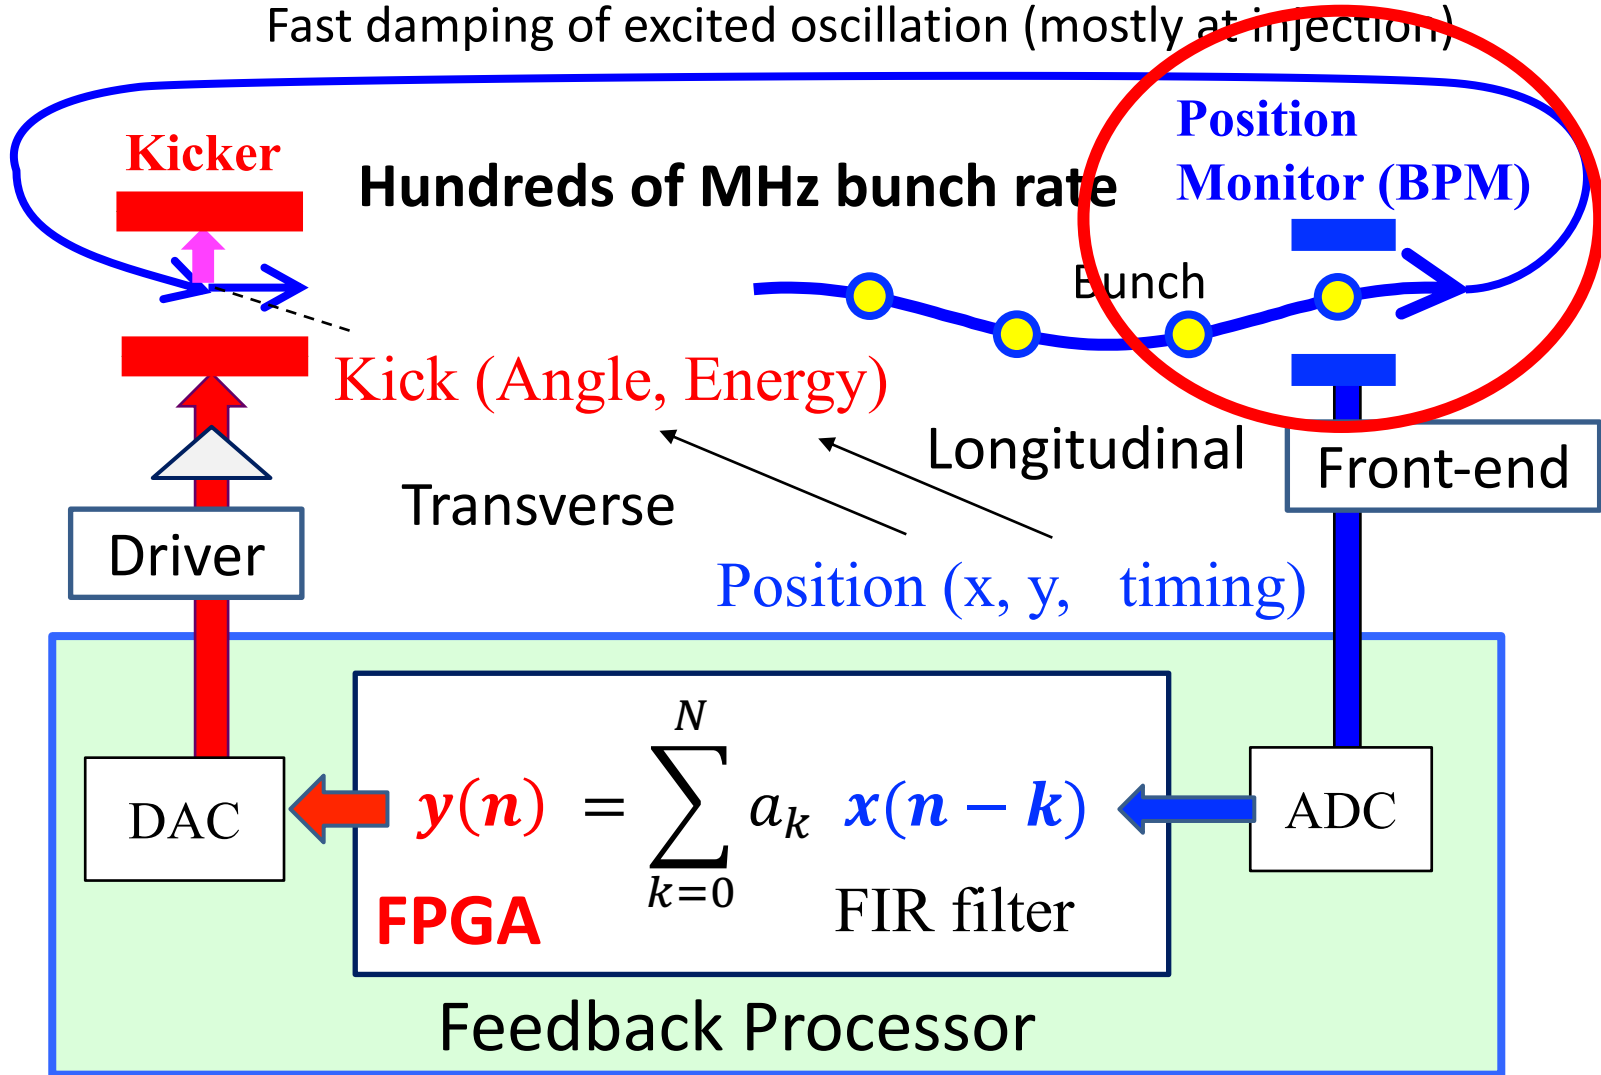 Fast damping of excited oscillation (mostly at injection)
Position
Monitor (BPM)
Kicker
Hundreds of MHz bunch rate
Bunch
Kick (Angle, Energy)
Longitudinal
Front-end
Transverse
Driver
Position (x, y, timing)
DAC
y(n) = \sum_{k=0}^{N} a_k x(n − k)
ADC
FPGA
FIR filter
Feedback Processor